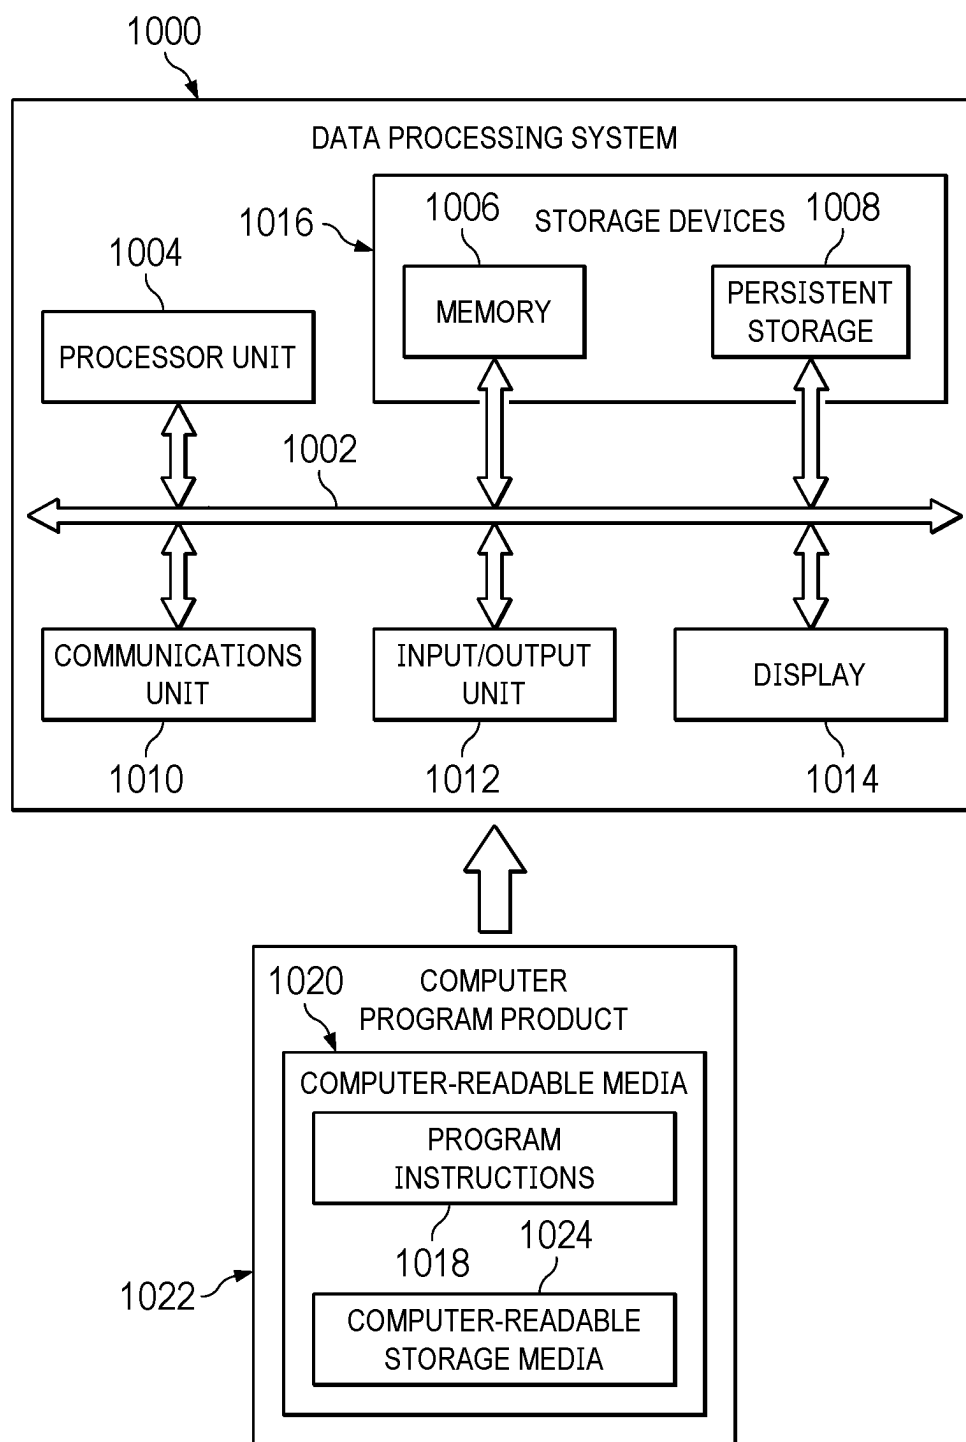 1000
DATA PROCESSING SYSTEM
1016
1006
STORAGE DEVICES
1008
1004
MEMORY
PERSISTENT
STORAGE
PROCESSOR UNIT
1002
COMMUNICATIONS
UNIT
INPUT/OUTPUT
UNIT
DISPLAY
1010
1012
1014
COMPUTER
PROGRAM PRODUCT
1020
COMPUTER-READABLE MEDIA
PROGRAM
INSTRUCTIONS
1018
1024
1022
COMPUTER-READABLE
STORAGE MEDIA